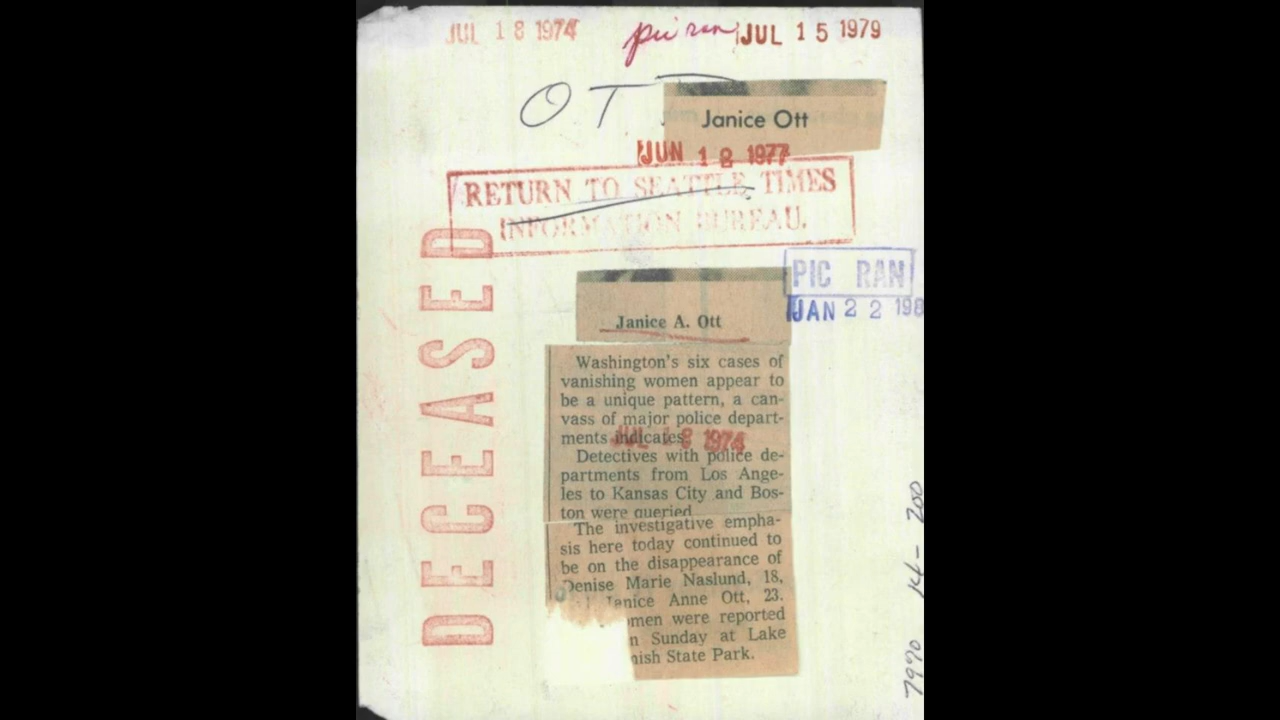 JUL 18 1974
pic ran JUL 15 1979
OTT
Janice Ott
JUN 18 1977
RETURN TO SEATTLE TIMES
INFORMATION BUREAU.
DECEASED
PIC RAN
JAN 22 198
Janice A. Ott
Washington's six cases of
vanishing women appear to
be a unique pattern, a can-
vass of major police depart-
ments indicates
JUL 18 1974
Detectives with police de-
partments from Los Ange-
les to Kansas City and Bos-
ton were queried
The investigative empha-
sis here today continued to
be on the disappearance of
Denise Marie Naslund, 18,
Janice Anne Ott, 23.
omen were reported
n Sunday at Lake
mish State Park.
7990 14-200